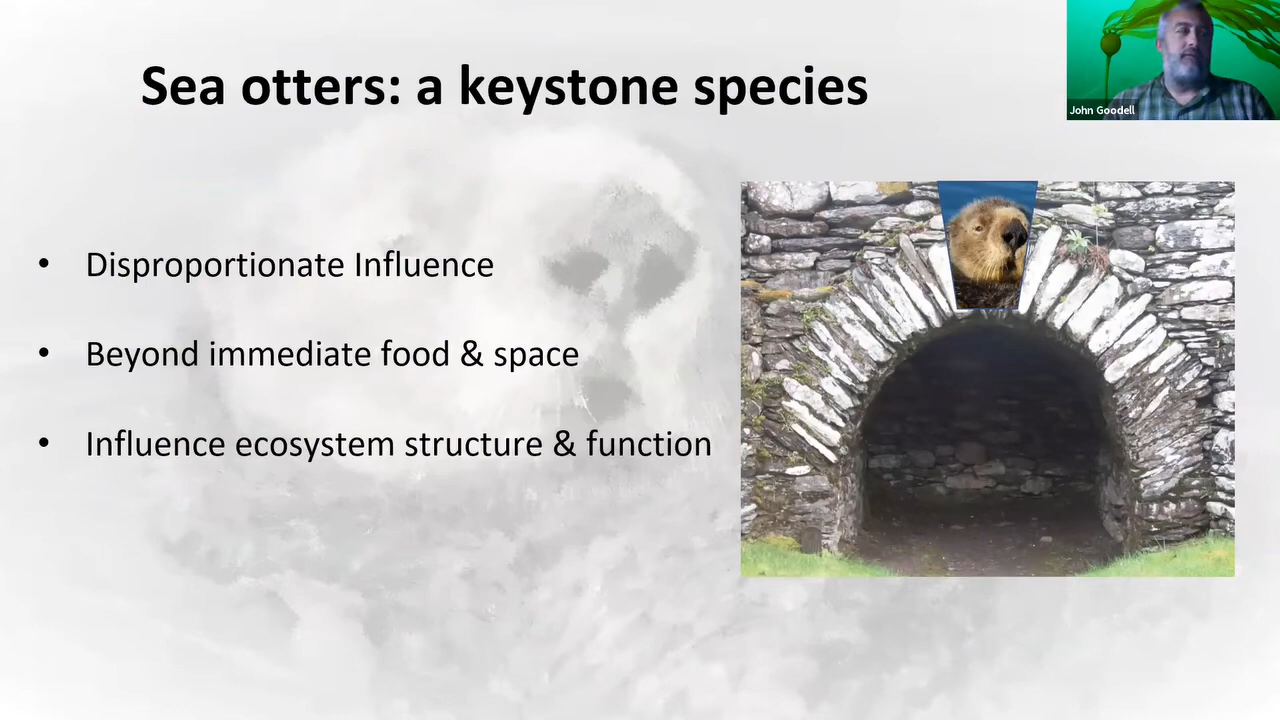 Sea otters: a keystone species
John Goodell
• Disproportionate Influence
• Beyond immediate food & space
• Influence ecosystem structure & function